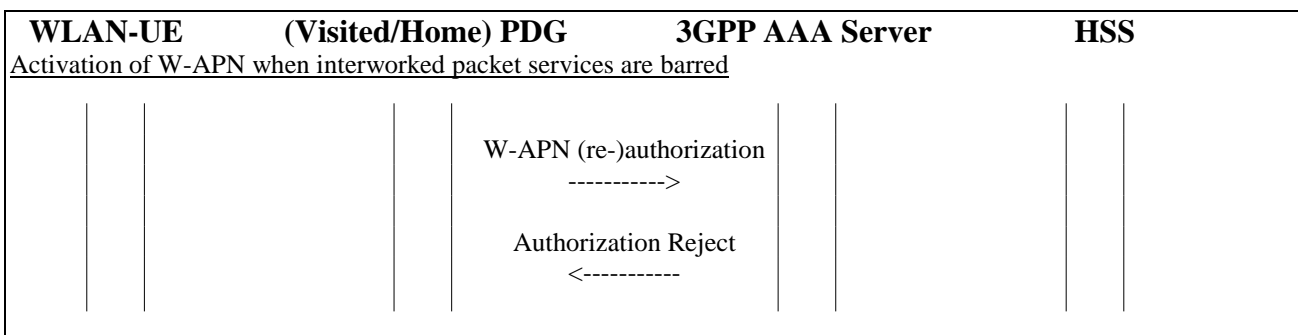 WLAN-UE (Visited/Home) PDG 3GPP AAA Server HSS
Activation of W-APN when interworked packet services are barred
W-APN (re-)authorization
----------->
Authorization Reject
<-----------